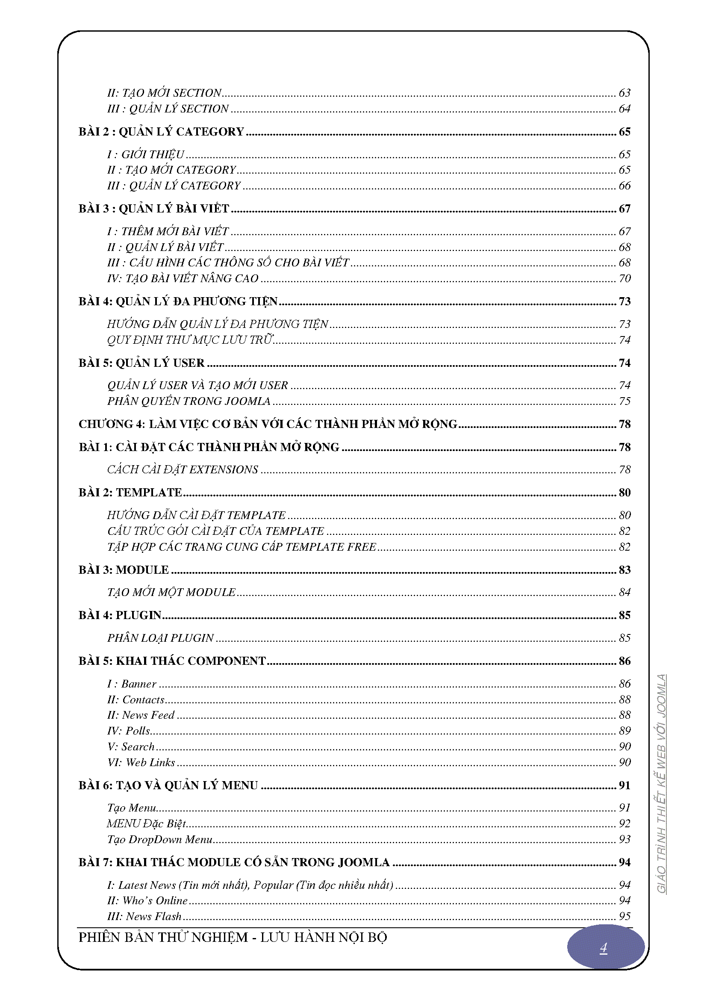 II: TẠO MỚI SECTION........ 63
III : QUẢN LÝ SECTION........ 64
BÀI 2 : QUẢN LÝ CATEGORY........ 65
I : GIỚI THIỆU........ 65
II : TẠO MỚI CATEGORY........ 65
III : QUẢN LÝ CATEGORY........ 66
BÀI 3 : QUẢN LÝ BÀI VIẾT........ 67
I : THÊM MỚI BÀI VIẾT........ 67
II : QUẢN LÝ BÀI VIẾT........ 68
III : CẤU HÌNH CÁC THÔNG SỐ CHO BÀI VIẾT........ 68
IV: TẠO BÀI VIẾT NÂNG CAO........ 70
BÀI 4: QUẢN LÝ ĐA PHƯƠNG TIỆN........ 73
HƯỚNG DẪN QUẢN LÝ ĐA PHƯƠNG TIỆN........ 73
QUY ĐỊNH THƯ MỤC LƯU TRỮ........ 74
BÀI 5: QUẢN LÝ USER........ 74
QUẢN LÝ USER VÀ TẠO MỚI USER........ 74
PHÂN QUYỀN TRONG JOOMLA........ 75
CHƯƠNG 4: LÀM VIỆC CƠ BẢN VỚI CÁC THÀNH PHẦN MỞ RỘNG........ 78
BÀI 1: CÀI ĐẶT CÁC THÀNH PHẦN MỞ RỘNG........ 78
CÁCH CÀI ĐẶT EXTENSIONS........ 78
BÀI 2: TEMPLATE........ 80
HƯỚNG DẪN CÀI ĐẶT TEMPLATE........ 80
CẤU TRÚC GÓI CÀI ĐẶT CỦA TEMPLATE........ 82
TẬP HỢP CÁC TRANG CUNG CấP TEMPLATE FREE........ 82
BÀI 3: MODULE........ 83
TẠO MỚI MỘT MODULE........ 84
BÀI 4: PLUGIN........ 85
PHÂN LOẠI PLUGIN........ 85
BÀI 5: KHAI THÁC COMPONENT........ 86
I : Banner........ 86
II: Contacts........ 88
II: News Feed........ 88
IV: Polls........ 89
V: Search........ 90
VI: Web Links........ 90
BÀI 6: TẠO VÀ QUẢN LÝ MENU........ 91
Tạo Menu........ 91
MENU Đặc Biệt........ 92
Tạo DropDown Menu........ 93
BÀI 7: KHAI THÁC MODULE CÓ SẴN TRONG JOOMLA........ 94
I: Latest News (Tin mới nhất), Popular (Tin đọc nhiều nhất)........ 94
II: Who’s Online........ 94
III: News Flash........ 95
PHIÊN BẢN THỬ NGHIỆM - LƯU HÀNH NỘI BỘ
4
GIÁO TRÌNH THIẾT KẾ WEB VỚI JOOMLA